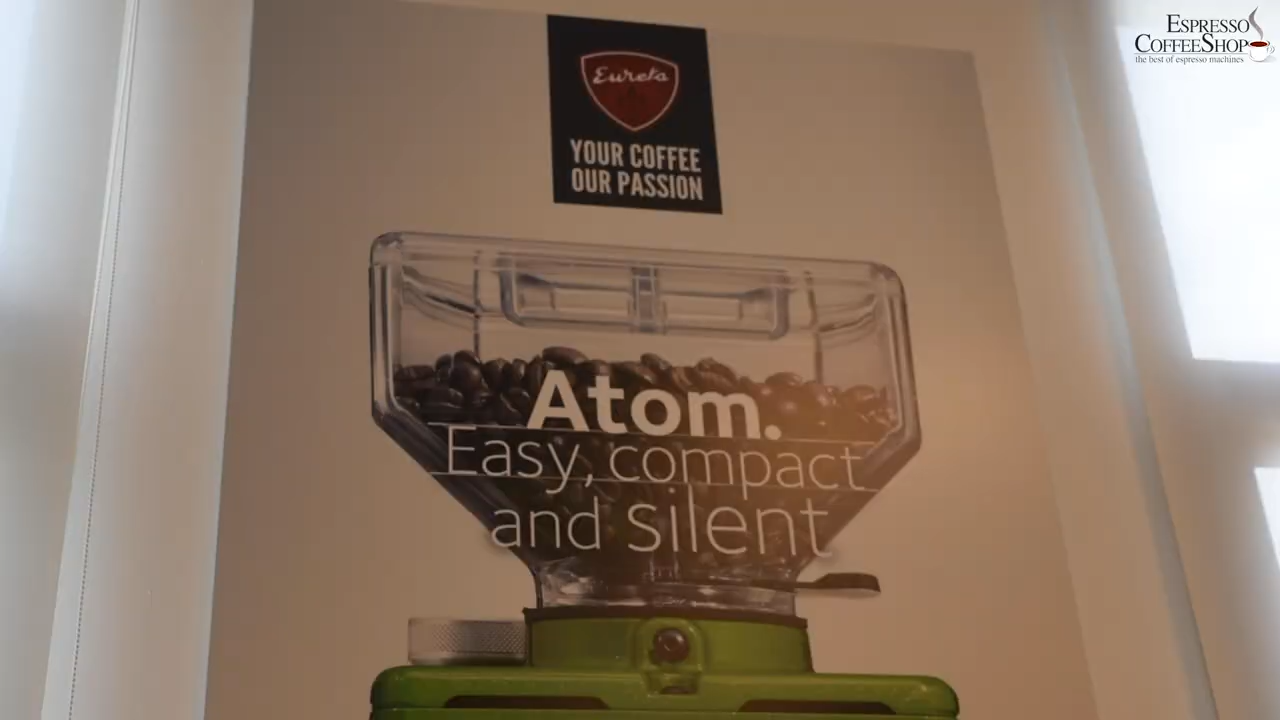 Eureka
YOUR COFFEE
OUR PASSION
Atom.
Easy, compact
and silent
ESPRESSO
COFFEESHOP
the best of espresso machines